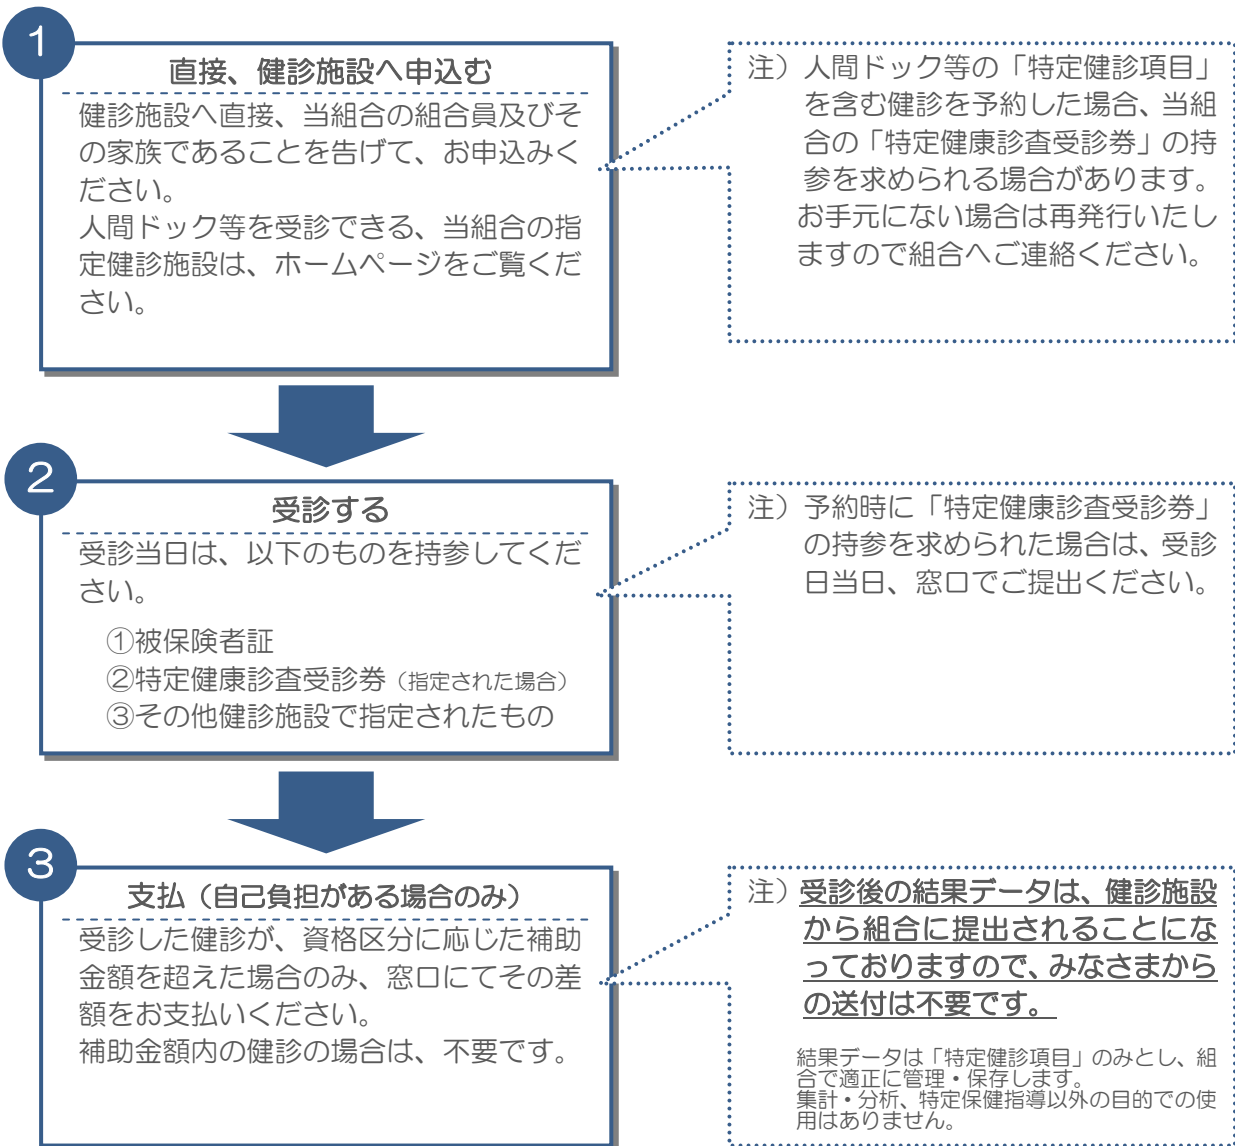 1
直接、健診施設へ申込む
健診施設へ直接、当組合の組合員及びそ
の家族であることを告げて、お申込みく
ださい。
人間ドック等を受診できる、当組合の指
定健診施設は、ホームページをご覧くだ
さい。
注）人間ドック等の「特定健診項目」
を含む健診を予約した場合、当組
合の「特定健康診査受診券」の持
参を求められる場合があります。
お手元にない場合は再発行いたし
ますので組合へご連絡ください。
2
受診する
受診当日は、以下のものを持参してくだ
さい。
①被保険者証
②特定健康診査受診券（指定された場合）
③その他健診施設で指定されたもの
注）予約時に「特定健康診査受診券」
の持参を求められた場合は、受診
日当日、窓口でご提出ください。
3
支払（自己負担がある場合のみ）
受診した健診が、資格区分に応じた補助
金額を超えた場合のみ、窓口にてその差
額をお支払いください。
補助金額内の健診の場合は、不要です。
注）受診後の結果データは、健診施設
から組合に提出されることにな
っておりますので、みなさまから
の送付は不要です。
結果データは「特定健診項目」のみとし、組
合で適正に管理・保存します。
集計・分析、特定保健指導以外の目的での使
用はありません。